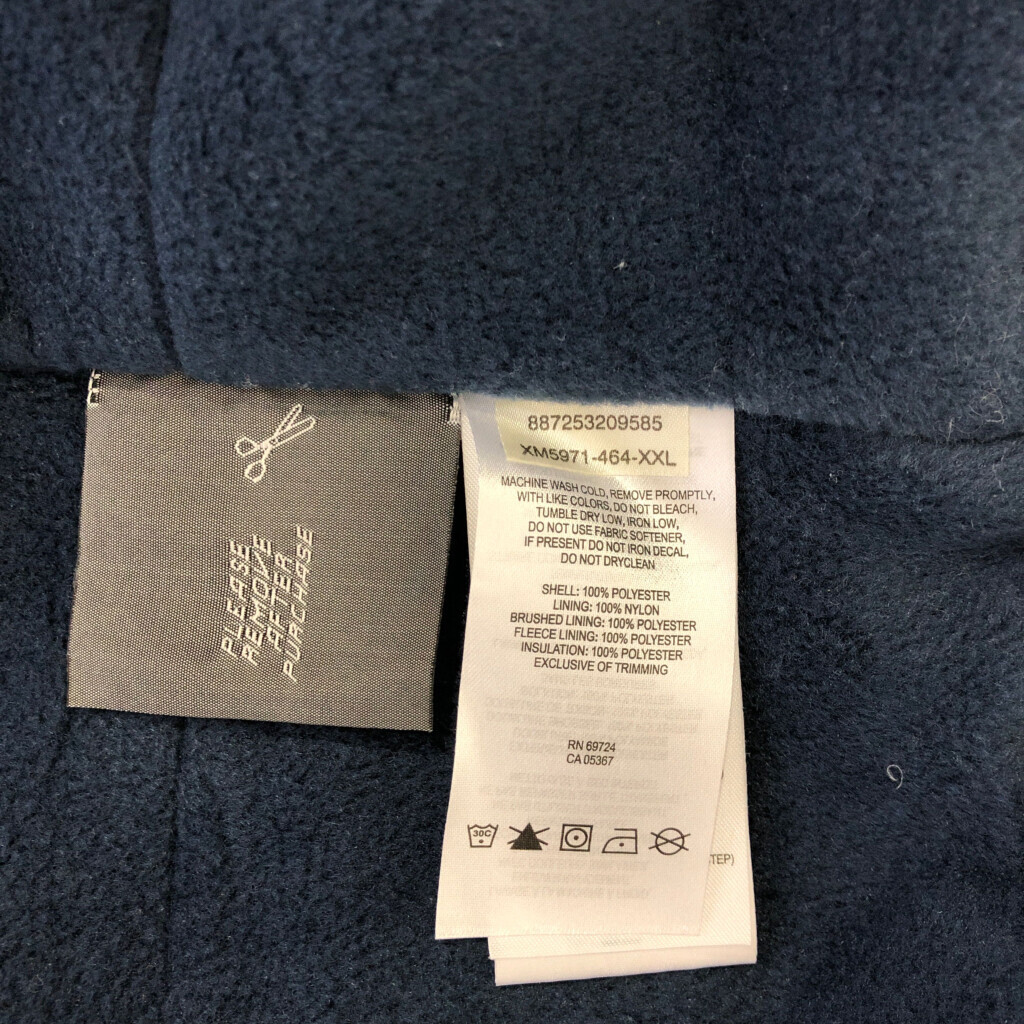 PLEASE
REMOVE
AFTER
PURCHASE
887253209585
XM5971-464-XXL
MACHINE WASH COLD, REMOVE PROMPTLY,
WITH LIKE COLORS, DO NOT BLEACH,
TUMBLE DRY LOW, IRON LOW,
DO NOT USE FABRIC SOFTENER,
IF PRESENT DO NOT IRON DECAL,
DO NOT DRYCLEAN
SHELL: 100% POLYESTER
LINING: 100% NYLON
BRUSHED LINING: 100% POLYESTER
FLEECE LINING: 100% POLYESTER
INSULATION: 100% POLYESTER
EXCLUSIVE OF TRIMMING
RN 69724
CA 05367
30C
TEP)